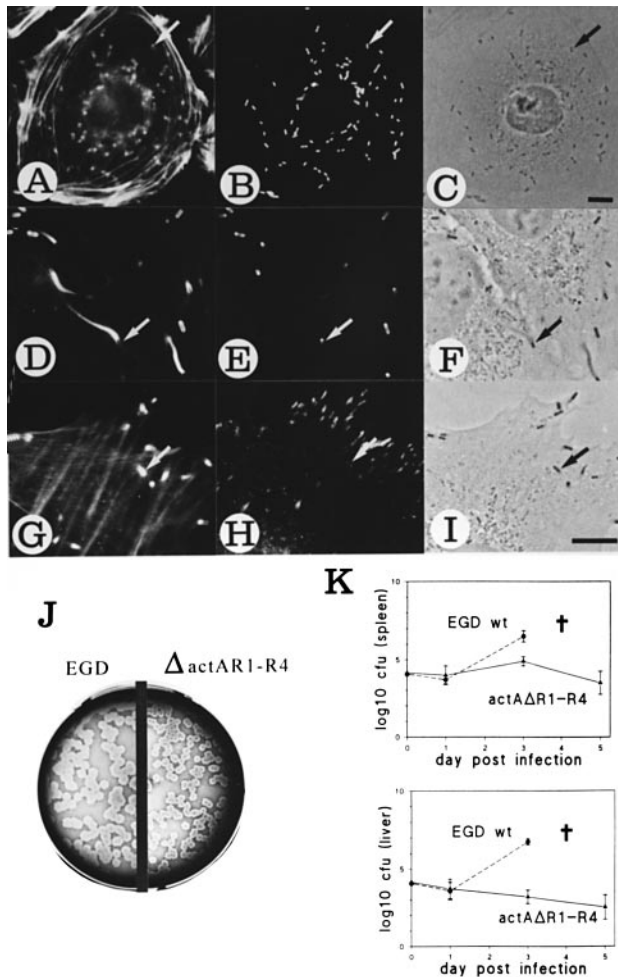 A
B
C
D
E
F
G
H
I
J
EGD
ΔactAR1-R4
K
log10 cfu (spleen)
10
5
0
EGD wt
†
actAΔR1-R4
0 1 2 3 4 5
day post infection
log10 cfu (liver)
10
5
0
EGD wt
†
actAΔR1-R4
0 1 2 3 4 5
day post infection